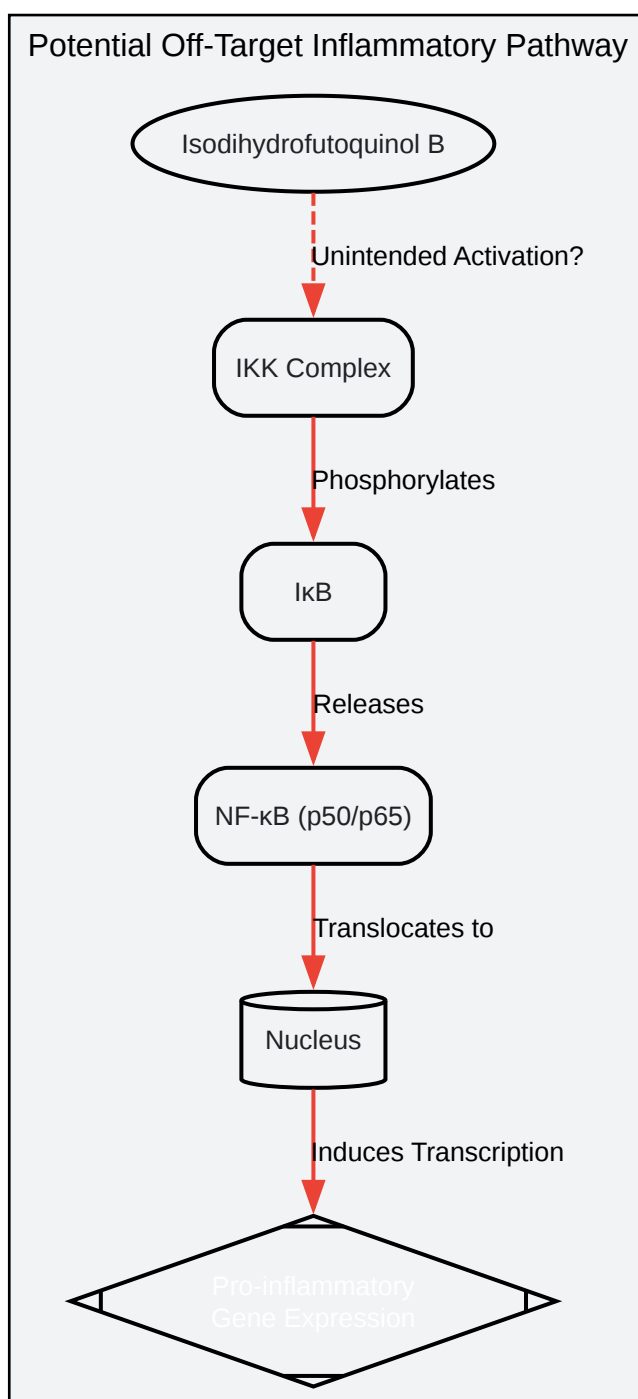 Potential Off-Target Inflammatory Pathway
Isodihydrofutoquinol B
Unintended Activation?
IKK Complex
Phosphorylates
IκB
Releases
NF-κB (p50/p65)
Translocates to
Nucleus
Induces Transcription
Pro-inflammatory
Gene Expression